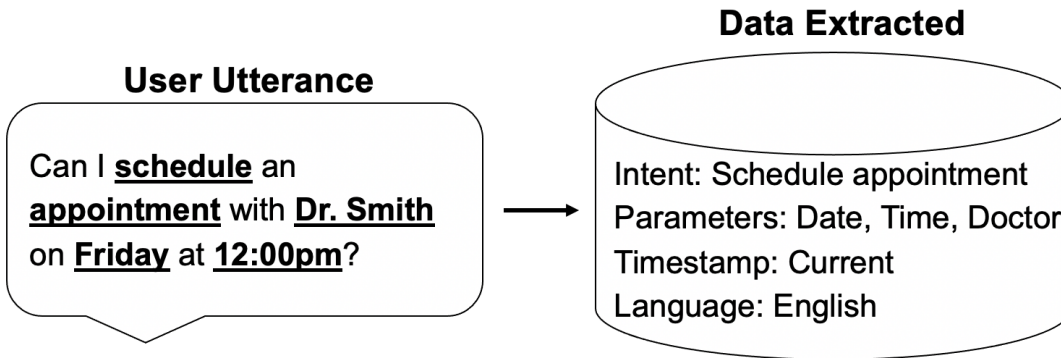 User Utterance
Can I schedule an
appointment with Dr. Smith
on Friday at 12:00pm?
Data Extracted
Intent: Schedule appointment
Parameters: Date, Time, Doctor
Timestamp: Current
Language: English